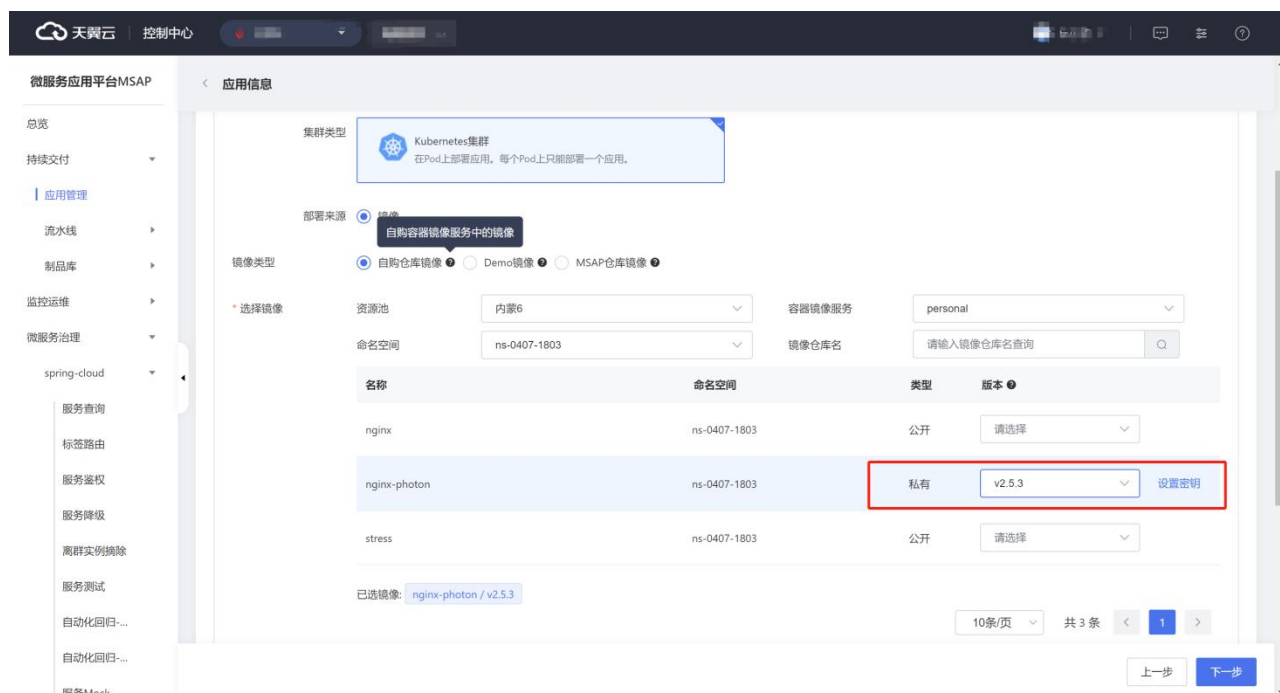 天翼云 控制中心
微服务应用平台MSAP
应用信息
总览
持续交付
应用管理
流水线
制品库
监控运维
微服务治理
spring-cloud
服务查询
标签路由
服务鉴权
服务降级
离群实例摘除
服务测试
自动化回归-...
自动化回归-...
服务Mock
集群类型
Kubernetes集群
在Pod上部署应用。每个Pod上只能部署一个应用。
部署来源 镜像
自购容器镜像服务中的镜像
镜像类型 自购仓库镜像 Demo镜像 MSAP仓库镜像
* 选择镜像 资源池 内蒙6 容器镜像服务 personal
命名空间 ns-0407-1803 镜像仓库名 请输入镜像仓库名查询
名称 命名空间 类型 版本
nginx ns-0407-1803 公开 请选择
nginx-photon ns-0407-1803 私有 v2.5.3 设置密钥
stress ns-0407-1803 公开 请选择
已选镜像: nginx-photon / v2.5.3
10条/页 共 3 条 1
上一步 下一步